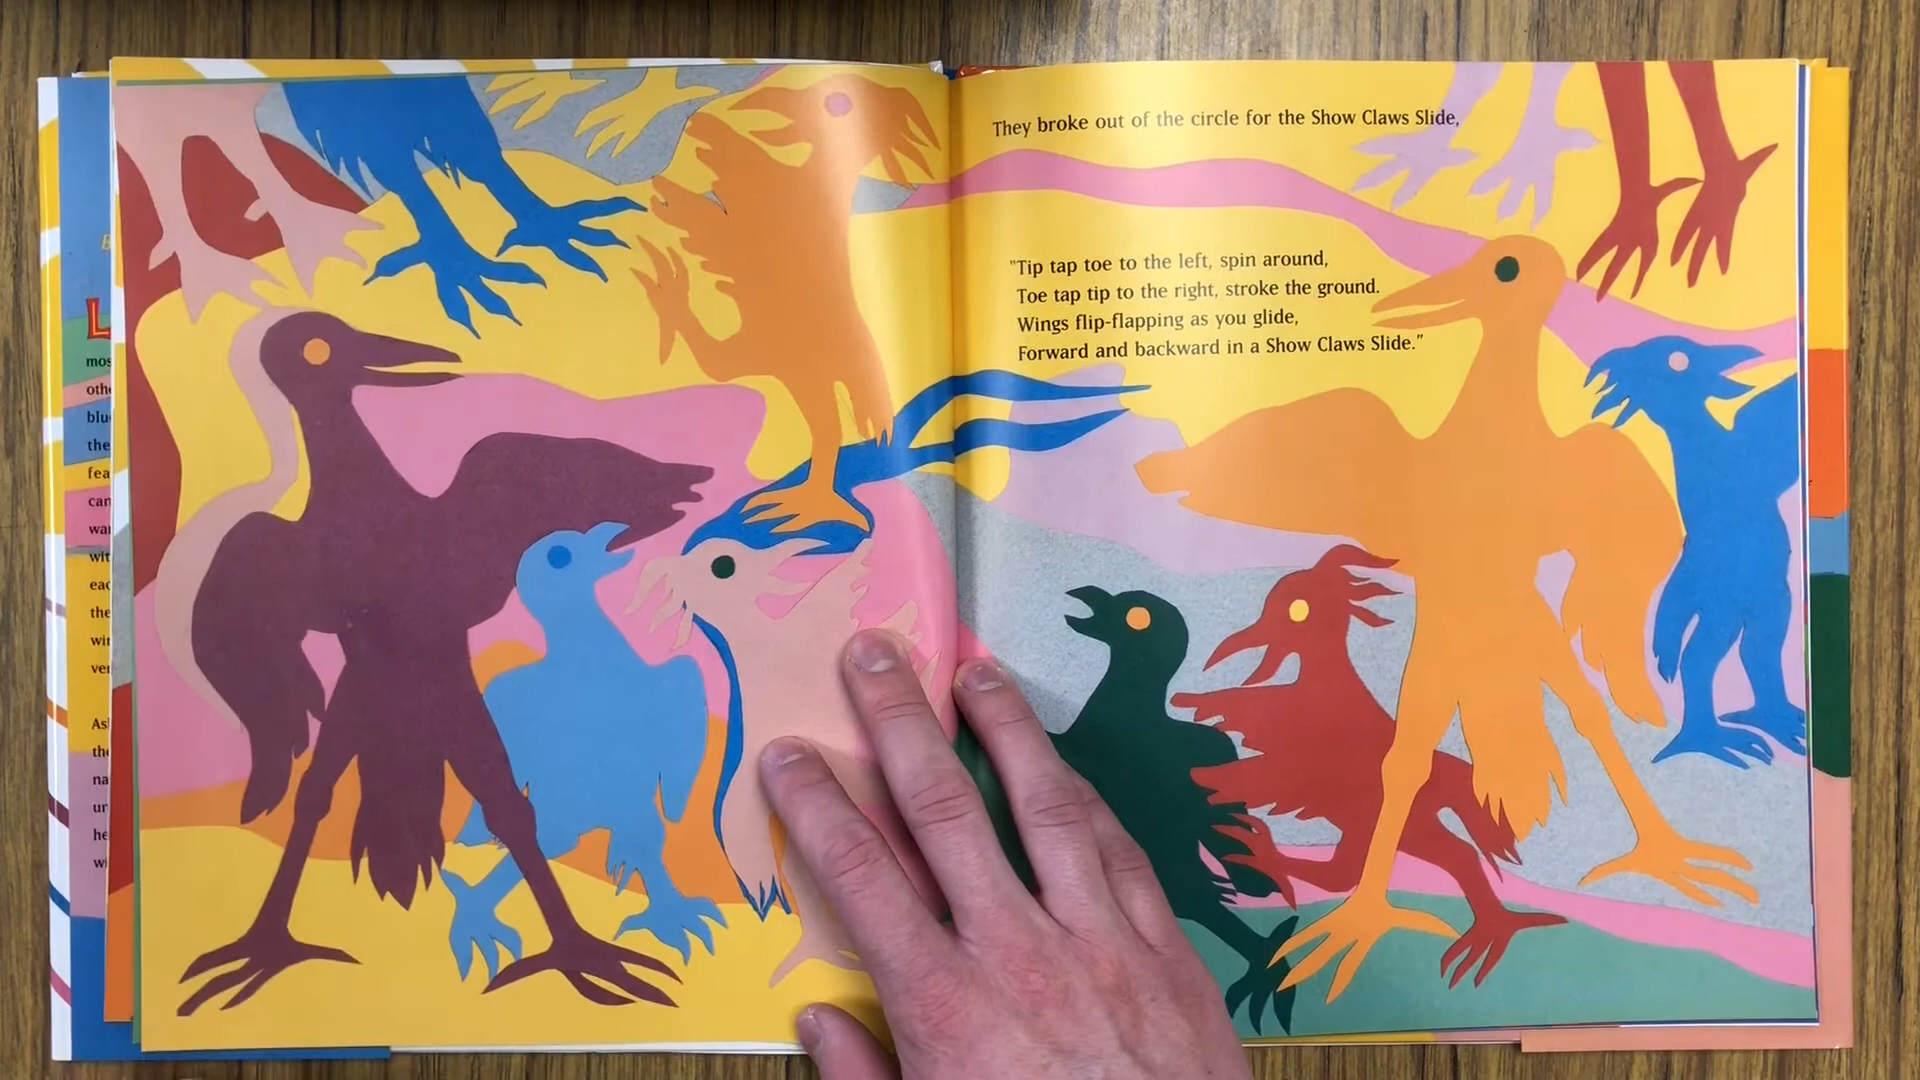 They broke out of the circle for the Show Claws Slide,
"Tip tap toe to the left, spin around,
Toe tap tip to the right, stroke the ground.
Wings flip-flapping as you glide,
Forward and backward in a Show Claws Slide."